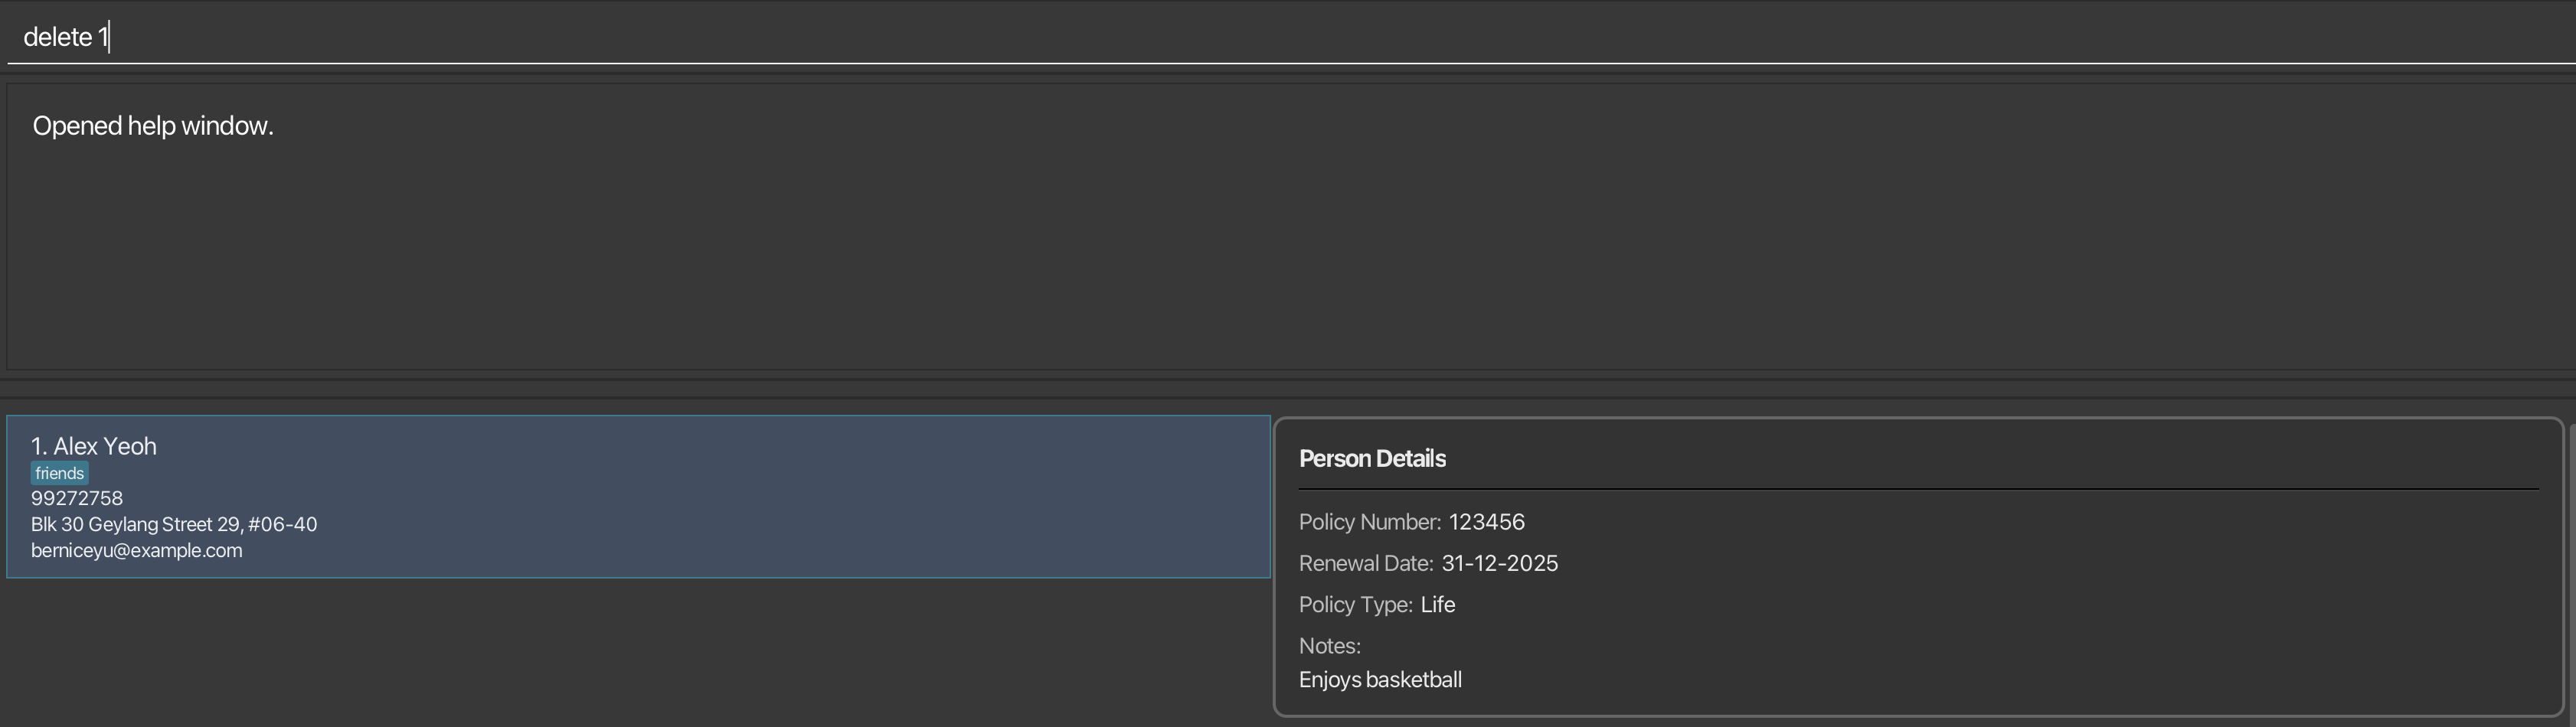 delete 1
Opened help window.
1. Alex Yeoh
friends
99272758
Blk 30 Geylang Street 29, #06-40
berniceyu@example.com
Person Details
Policy Number: 123456
Renewal Date: 31-12-2025
Policy Type: Life
Notes:
Enjoys basketball